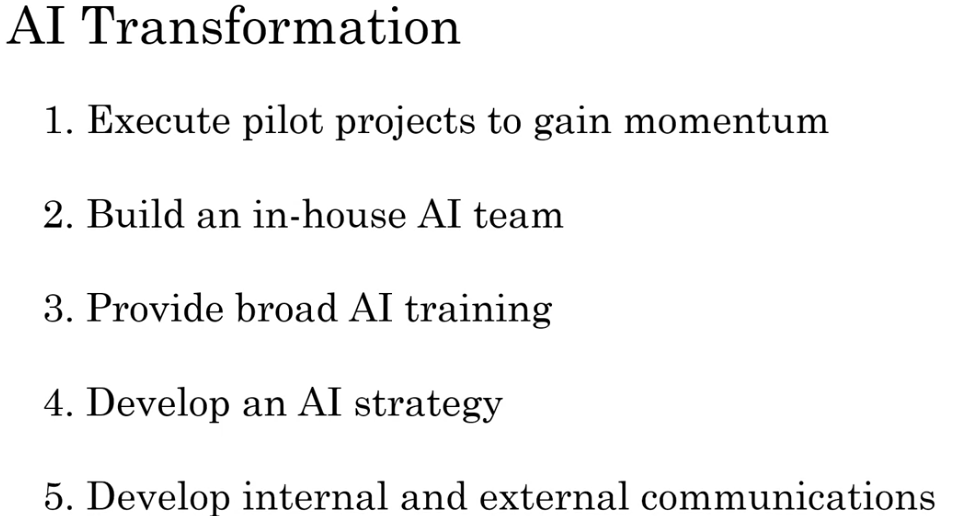 AI Transformation
1. Execute pilot projects to gain momentum
2. Build an in-house AI team
3. Provide broad AI training
4. Develop an AI strategy
5. Develop internal and external communications